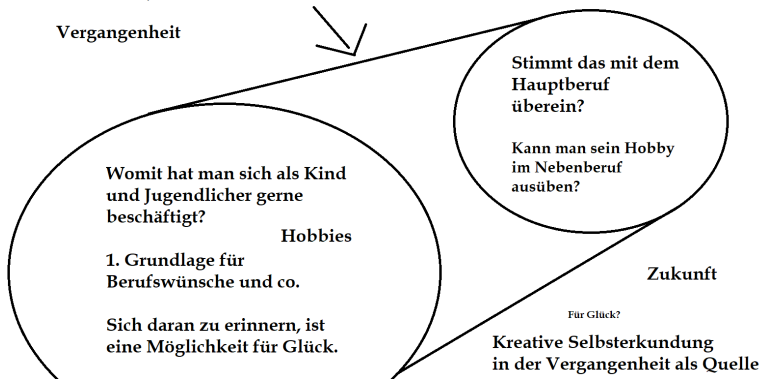 Vergangenheit
Stimmt das mit dem
Hauptberuf
überein?
Kann man sein Hobby
im Nebenberuf
ausüben?
Womit hat man sich als Kind
und Jugendlicher gerne
beschäftigt?
Hobbies
1. Grundlage für
Berufswünsche und co.
Sich daran zu erinnern, ist
eine Möglichkeit für Glück.
Zukunft
Für Glück?
Kreative Selbsterkundung
in der Vergangenheit als Quelle